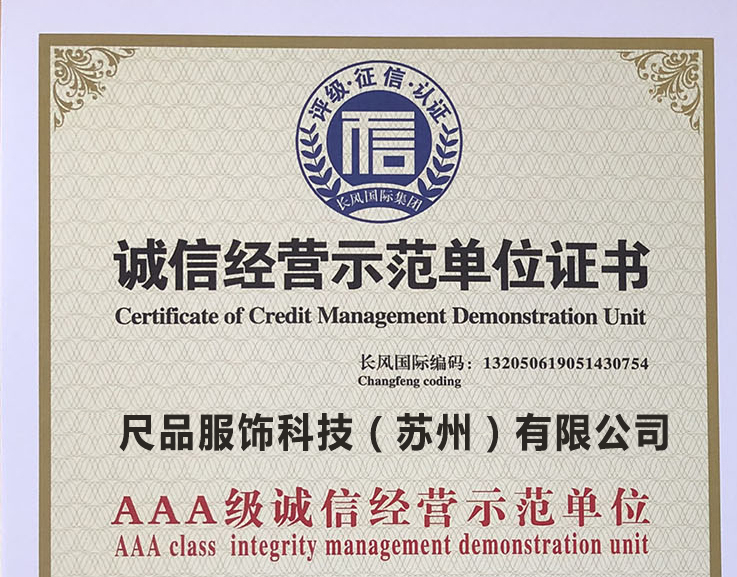 评级·征信·认证
信
长风国际集团
诚信经营示范单位证书
Certificate of Credit Management Demonstration Unit
长风国际编码：132050619051430754
Changfeng coding
尺品服饰科技（苏州）有限公司
AAA级诚信经营示范单位
AAA class integrity management demonstration unit